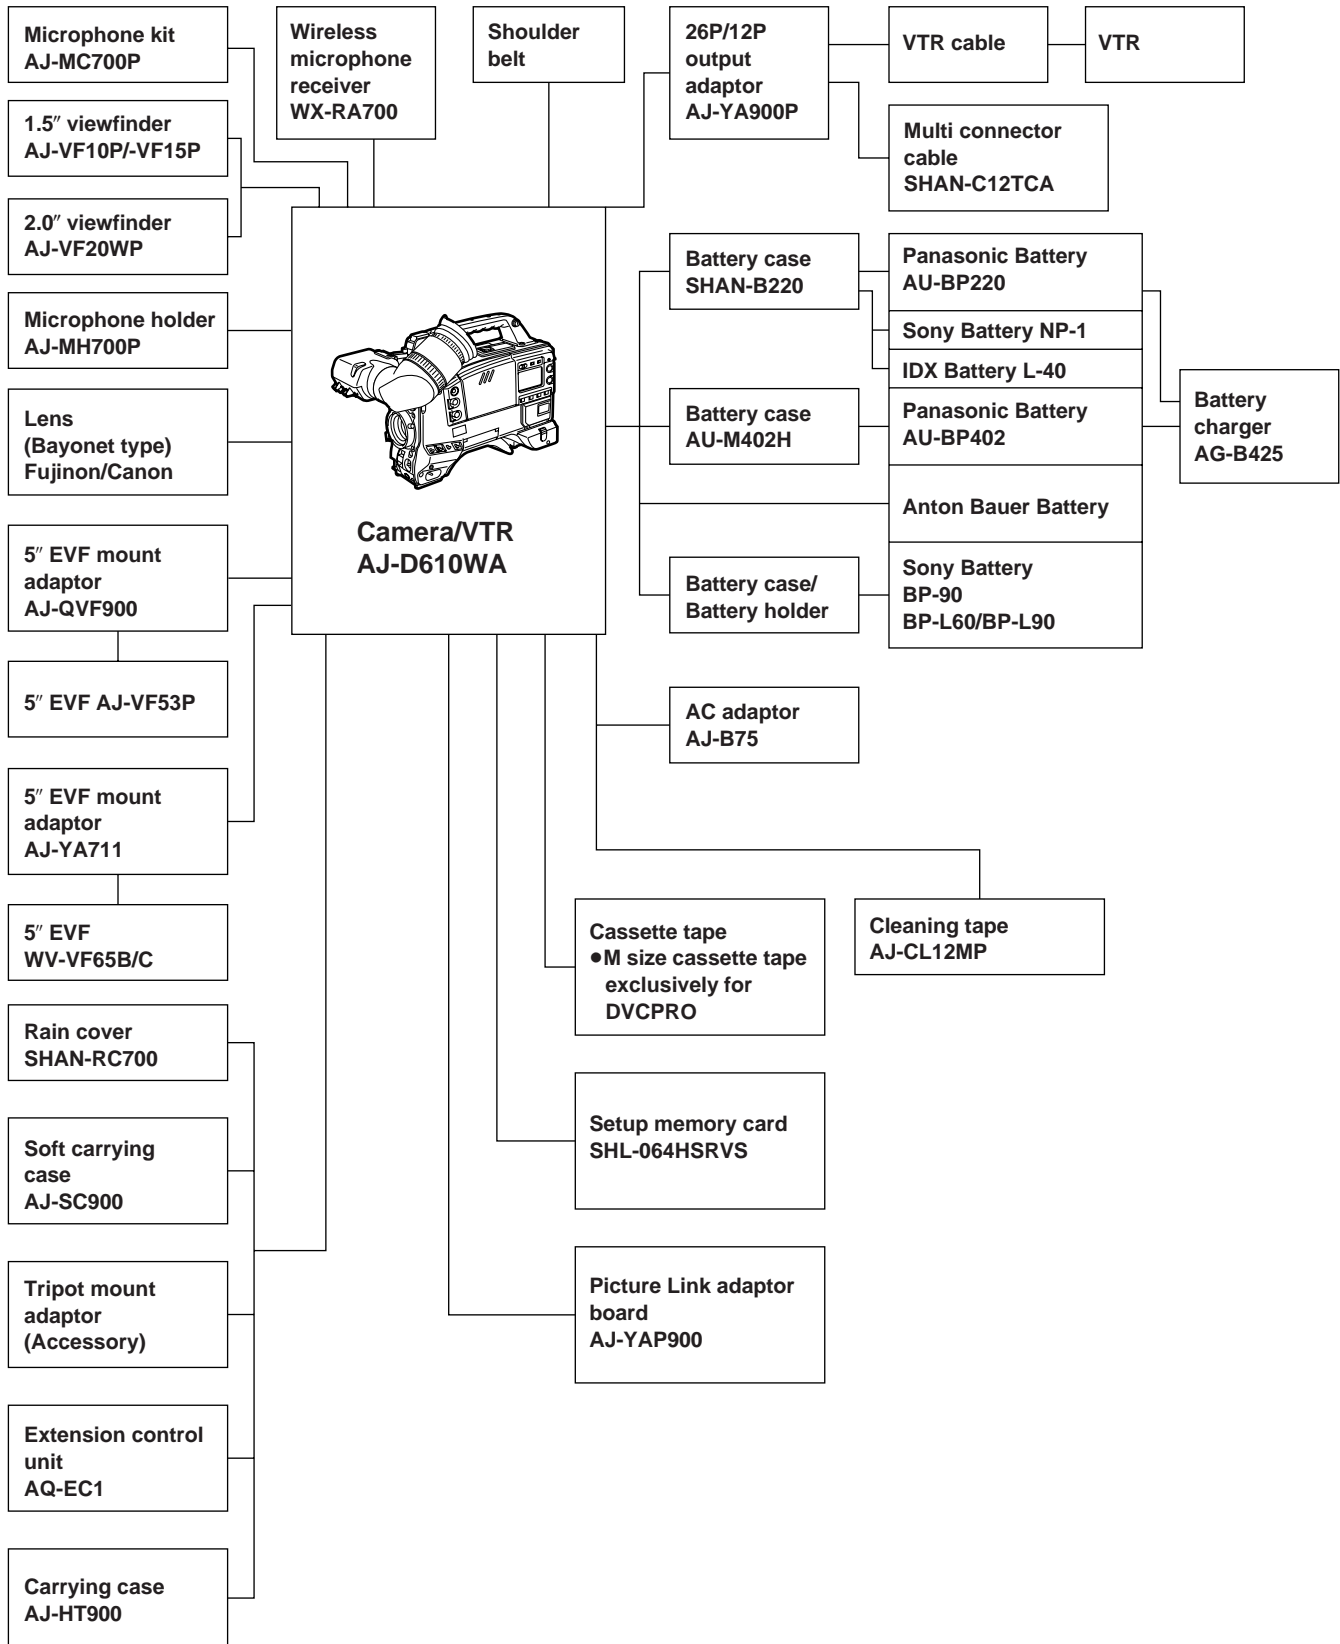 Microphone kit
AJ-MC700P
Wireless
microphone
receiver
WX-RA700
Shoulder
belt
26P/12P
output
adaptor
AJ-YA900P
VTR cable
VTR
1.5″ viewfinder
AJ-VF10P/-VF15P
Multi connector
cable
SHAN-C12TCA
2.0″ viewfinder
AJ-VF20WP
Microphone holder
AJ-MH700P
Lens
(Bayonet type)
Fujinon/Canon
5″ EVF mount
adaptor
AJ-QVF900
5″ EVF AJ-VF53P
5″ EVF mount
adaptor
AJ-YA711
5″ EVF
WV-VF65B/C
Rain cover
SHAN-RC700
Soft carrying
case
AJ-SC900
Tripot mount
adaptor
(Accessory)
Extension control
unit
AQ-EC1
Carrying case
AJ-HT900
Camera/VTR
AJ-D610WA
Battery case
SHAN-B220
Panasonic Battery
AU-BP220
Sony Battery NP-1
IDX Battery L-40
Battery case
AU-M402H
Panasonic Battery
AU-BP402
Battery
charger
AG-B425
Anton Bauer Battery
Battery case/
Battery holder
Sony Battery
BP-90
BP-L60/BP-L90
AC adaptor
AJ-B75
Cassette tape
●M size cassette tape
exclusively for
DVCPRO
Cleaning tape
AJ-CL12MP
Setup memory card
SHL-064HSRVS
Picture Link adaptor
board
AJ-YAP900